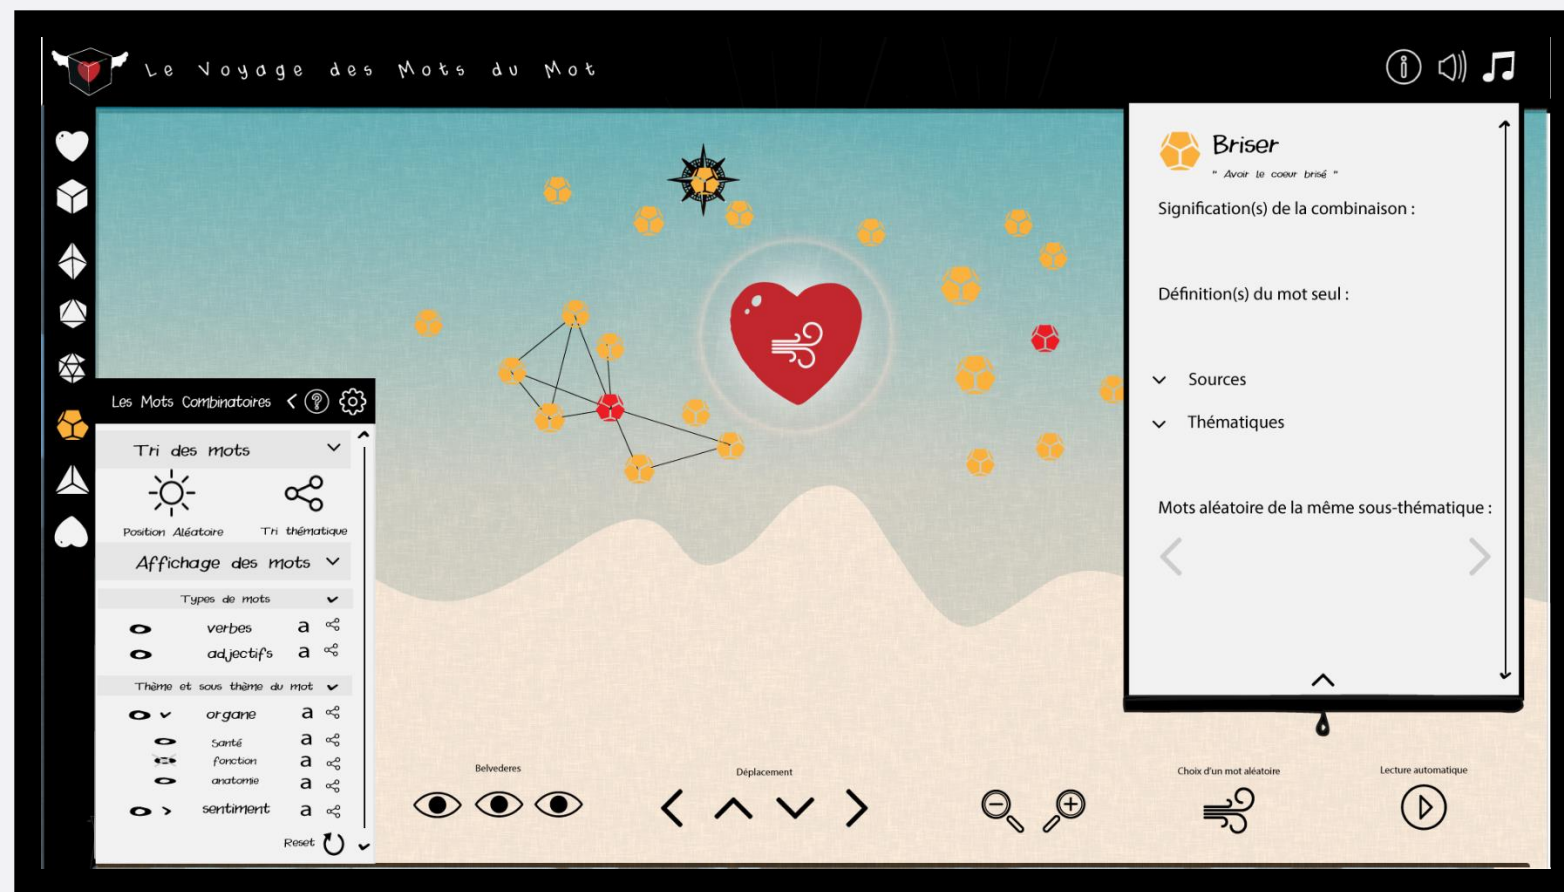 Le Voyage des Mots du Mot
Briser
" Avoir le coeur brisé "
Signification(s) de la combinaison :
Définition(s) du mot seul :
Sources
Thématiques
Mots aléatoire de la même sous-thématique :
Les Mots Combinatoires
Tri des mots
Position Aléatoire Tri thématique
Affichage des mots
Types de mots
verbes a
adjectifs a
Thème et sous thème du mot
organe a
Santé a
fonction a
anatomie a
sentiment a
Reset
Belvederes
Déplacement
Choix d'un mot aléatoire
Lecture automatique